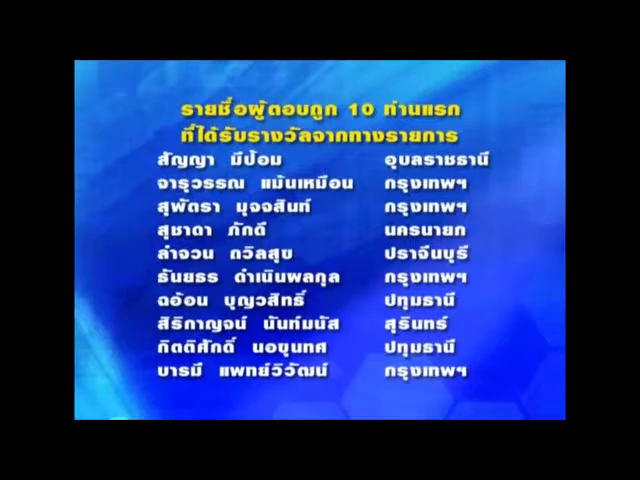 รายชื่อผู้ตอบถูก 10 ท่านแรก
ที่ได้รับรางวัลจากทางรายการ
สัญญา มีป้อม อุบลราชธานี
จารุวรรณ แม้นเหมือน กรุงเทพฯ
สุพัตรา มุจจสินท์ กรุงเทพฯ
สุชาดา ภักดี นครนายก
ลำจวน ถวิลสุข ปราจีนบุรี
ธันยธร ดำเนินผลกุล กรุงเทพฯ
ฉอ้อน บุญวสิทธิ์ ปทุมธานี
สิริกาญจน์ นันท์มนัส สุรินทร์
กิตติศักดิ์ นอขุนทศ ปทุมธานี
บารมี แพทย์วิวัฒน์ กรุงเทพฯ